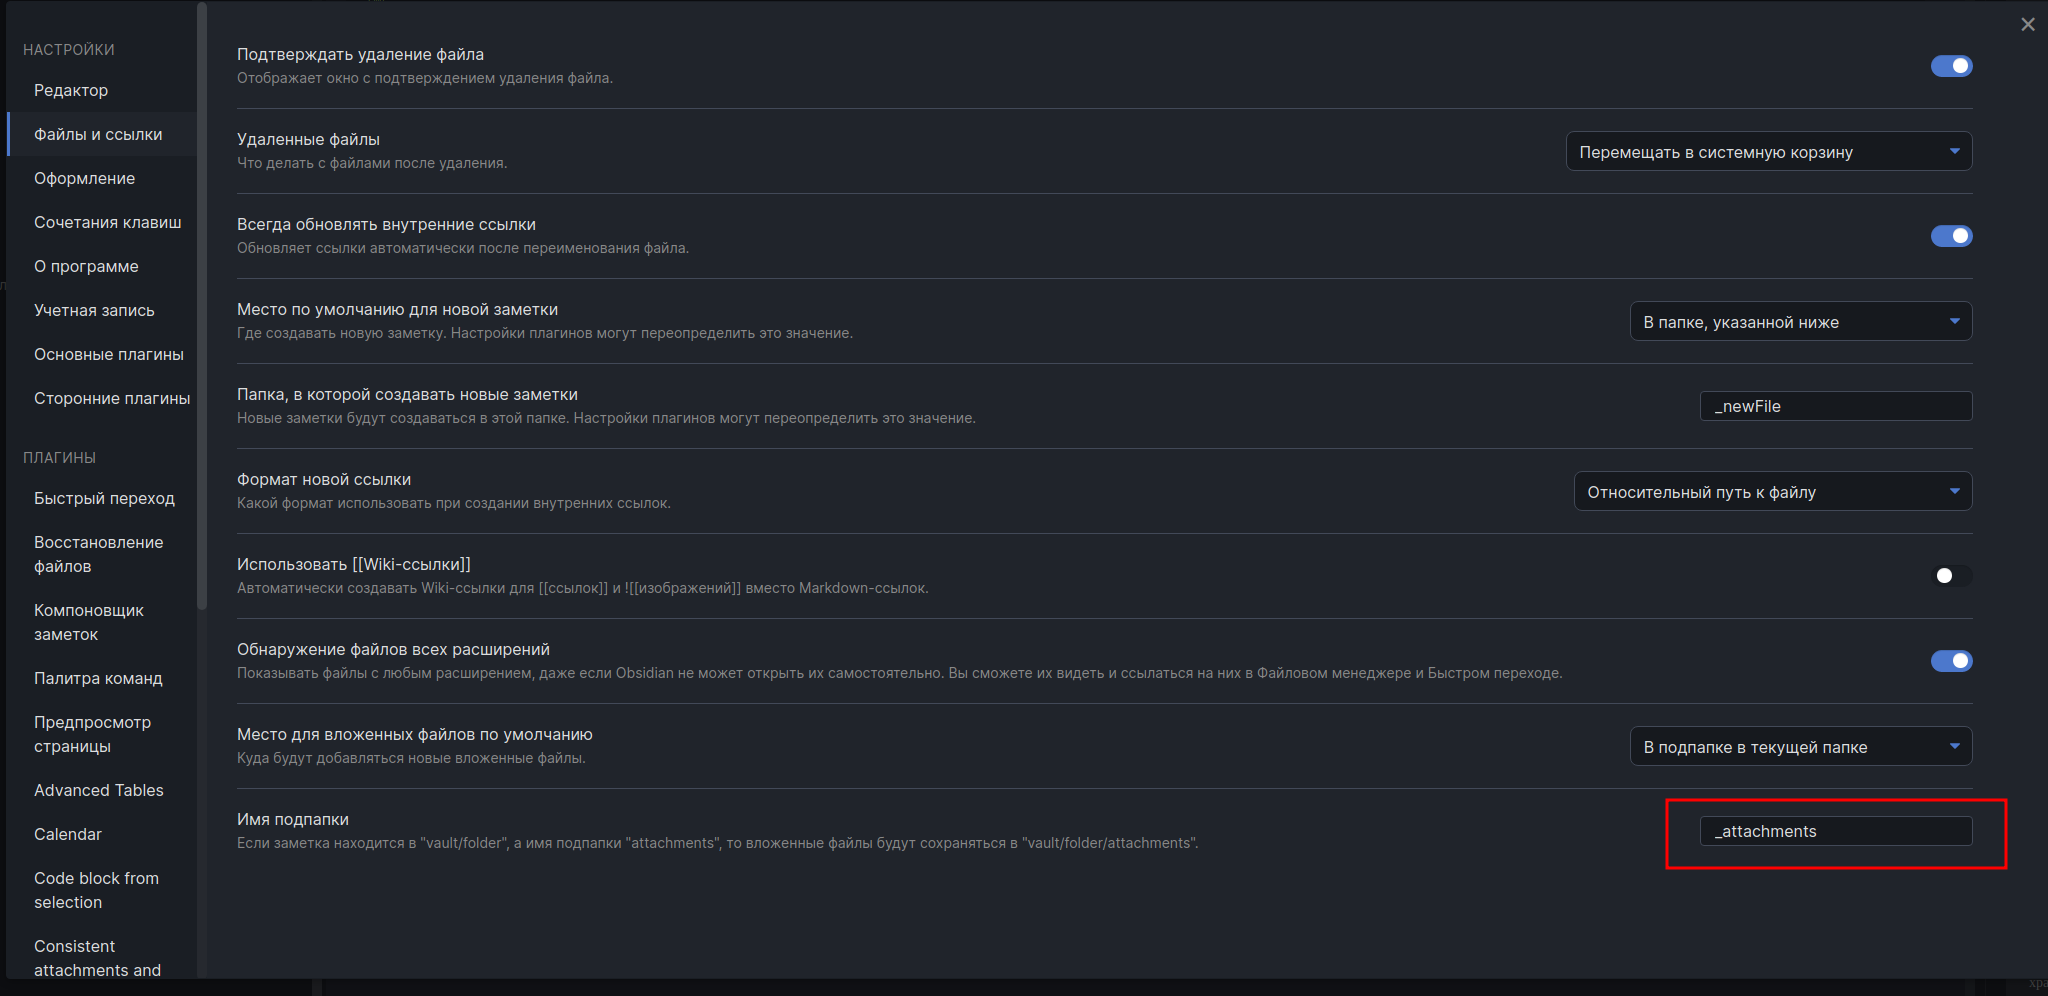 НАСТРОЙКИ
Редактор
Файлы и ссылки
Оформление
Сочетания клавиш
О программе
Учетная запись
Основные плагины
Сторонние плагины
ПЛАГИНЫ
Быстрый переход
Восстановление
файлов
Компоновщик
заметок
Палитра команд
Предпросмотр
страницы
Advanced Tables
Calendar
Code block from
selection
Consistent
attachments and
Подтверждать удаление файла
Отображает окно с подтверждением удаления файла.
Удаленные файлы
Что делать с файлами после удаления.
Перемещать в системную корзину
Всегда обновлять внутренние ссылки
Обновляет ссылки автоматически после переименования файла.
Место по умолчанию для новой заметки
Где создавать новую заметку. Настройки плагинов могут переопределить это значение.
В папке, указанной ниже
Папка, в которой создавать новые заметки
Новые заметки будут создаваться в этой папке. Настройки плагинов могут переопределить это значение.
_newFile
Формат новой ссылки
Какой формат использовать при создании внутренних ссылок.
Относительный путь к файлу
Использовать [[Wiki-ссылки]]
Автоматически создавать Wiki-ссылки для [[ссылок]] и ![[изображений]] вместо Markdown-ссылок.
Обнаружение файлов всех расширений
Показывать файлы с любым расширением, даже если Obsidian не может открыть их самостоятельно. Вы сможете их видеть и ссылаться на них в Файловом менеджере и Быстром переходе.
Место для вложенных файлов по умолчанию
Куда будут добавляться новые вложенные файлы.
В подпапке в текущей папке
Имя подпапки
Если заметка находится в "vault/folder", а имя подпапки "attachments", то вложенные файлы будут сохраняться в "vault/folder/attachments".
_attachments